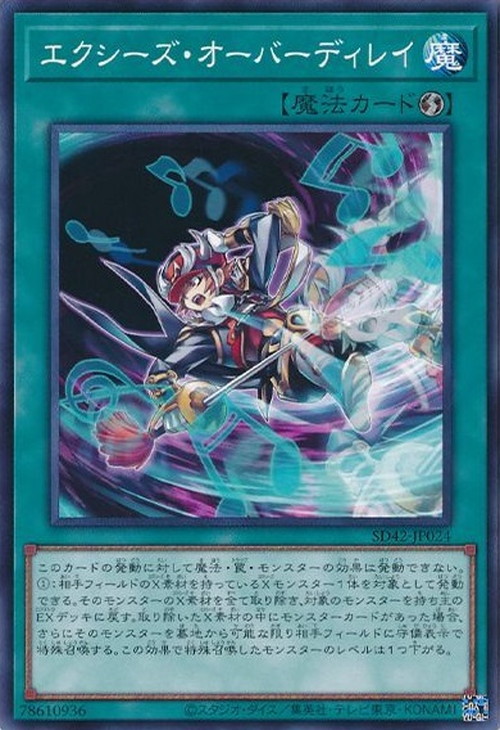 エクシーズ・オーバーディレイ 魔
【魔法カード】
SD42-JP024
このカードの発動に対して魔法・罠・モンスターの効果は発動できない。
①：相手フィールドのX素材を持っているXモンスター1体を対象として発動
できる。そのモンスターのX素材を全て取り除き、対象のモンスターを持ち主の
EXデッキに戻す。取り除いたX素材の中にモンスターカードがあった場合、
さらにそのモンスターを墓地から可能な限り相手フィールドに守備表示で
特殊召喚する。この効果で特殊召喚したモンスターのレベルは1つ下がる。
78610936
©スタジオ・ダイス／集英社・テレビ東京・KONAMI